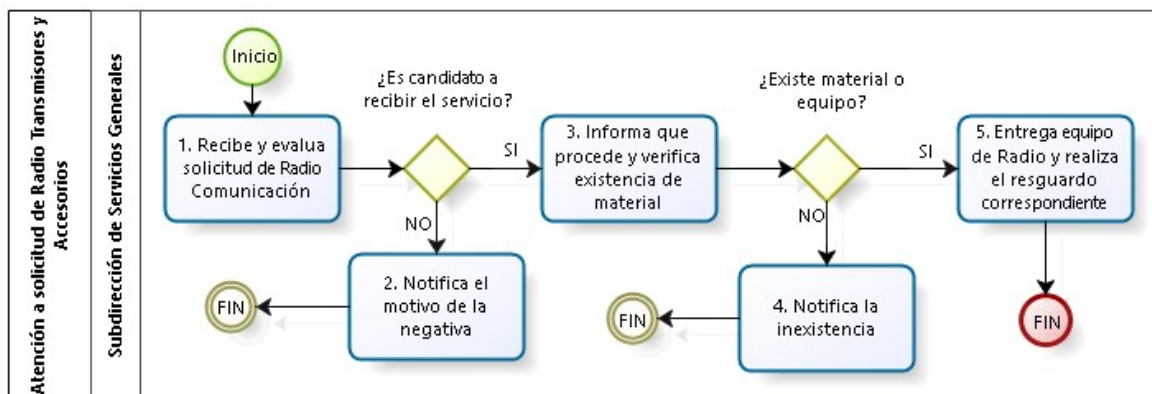 Atención a solicitud de Radio Transmisores y
Accesorios
Subdirección de Servicios Generales
Inicio
1. Recibe y evalua
solicitud de Radio
Comunicación
¿Es candidato a
recibir el servicio?
SI
NO
2. Notifica el
motivo de la
negativa
FIN
3. Informa que
procede y verifica
existencia de
material
¿Existe material o
equipo?
SI
NO
4. Notifica la
inexistencia
FIN
5. Entrega equipo
de Radio y realiza
el resguardo
correspondiente
FIN